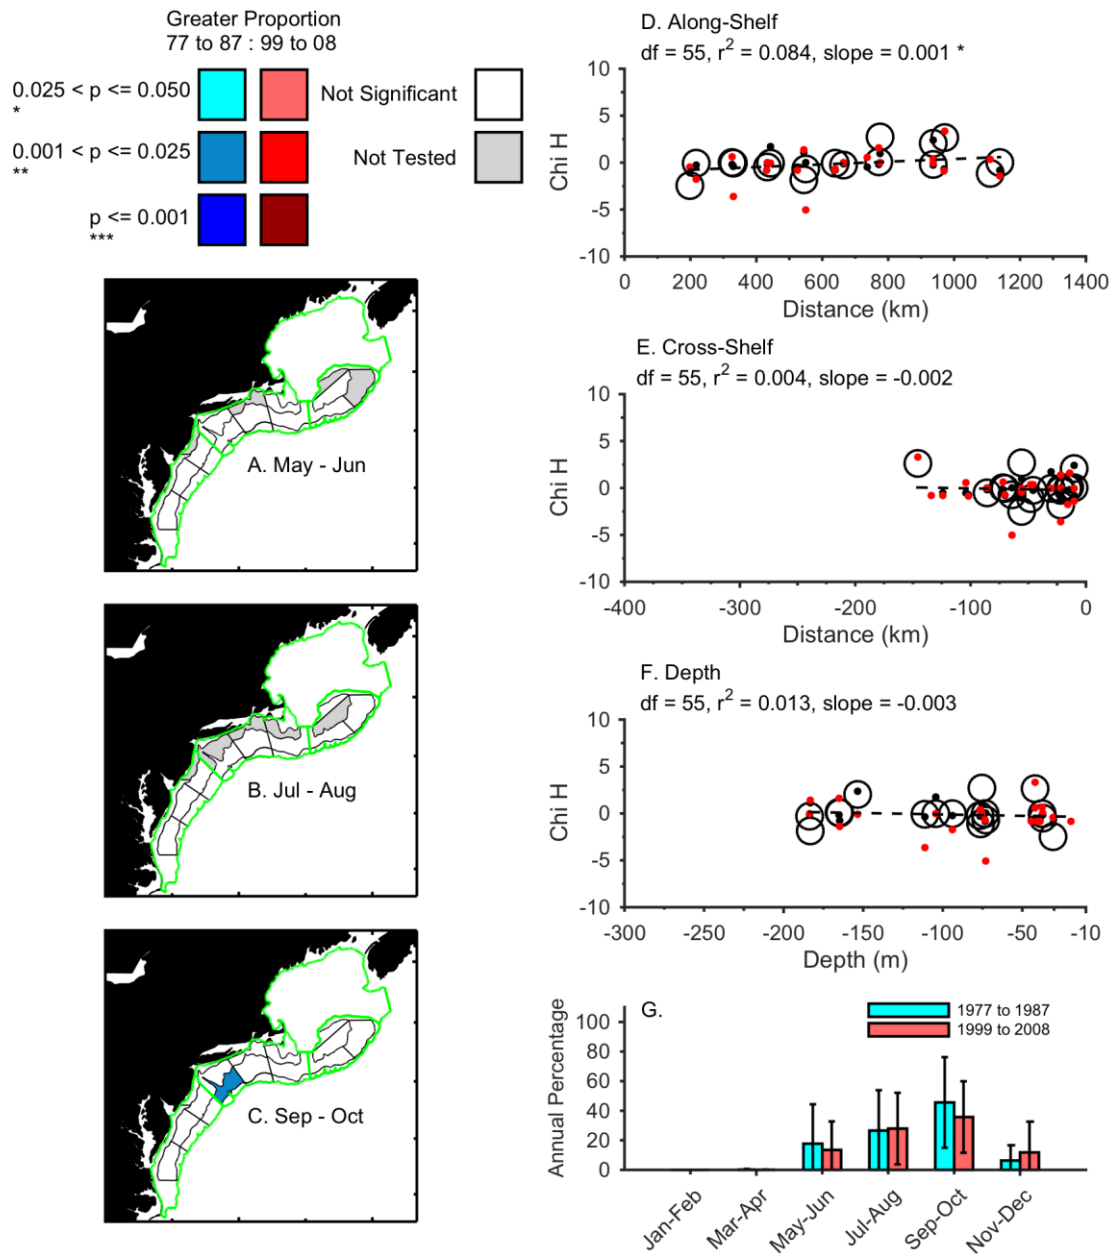 Greater Proportion
77 to 87 : 99 to 08
0.025 < p <= 0.050
*
Not Significant
0.001 < p <= 0.025
**
Not Tested
p <= 0.001
***
A. May - Jun
B. Jul - Aug
C. Sep - Oct
D. Along-Shelf
df = 55, r² = 0.084, slope = 0.001 *
10
5
0
-5
-10
Chi H
0 200 400 600 800 1000 1200 1400
Distance (km)
E. Cross-Shelf
df = 55, r² = 0.004, slope = -0.002
10
5
0
-5
-10
Chi H
-400 -300 -200 -100 0
Distance (km)
F. Depth
df = 55, r² = 0.013, slope = -0.003
10
5
0
-5
-10
Chi H
-300 -250 -200 -150 -100 -50 -10
Depth (m)
G.
1977 to 1987
1999 to 2008
100
80
60
40
20
0
Annual Percentage
Jan-Feb Mar-Apr May-Jun Jul-Aug Sep-Oct Nov-Dec